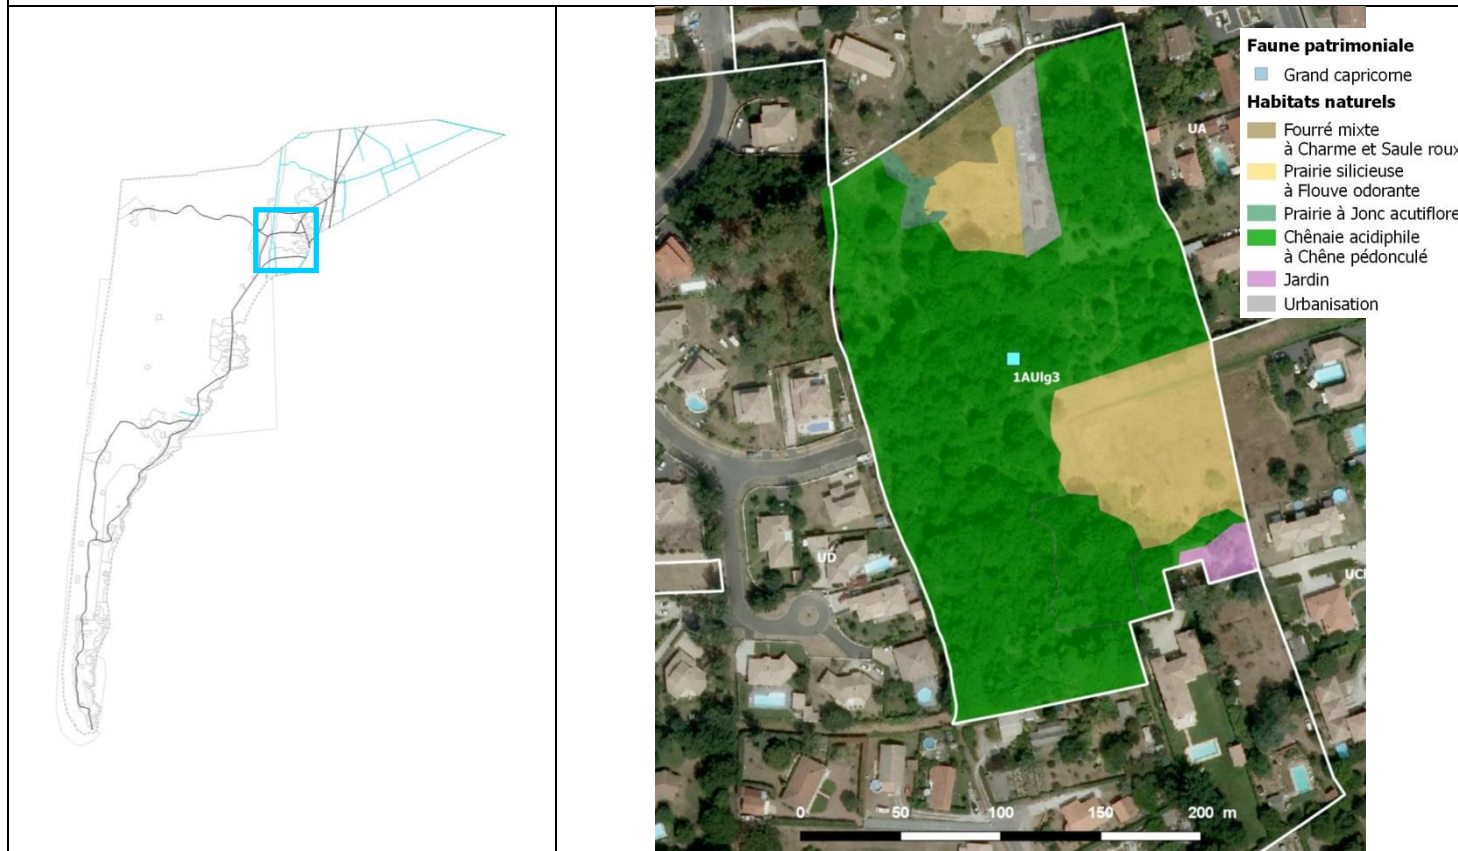 Faune patrimoniale
Grand capricorne
Habitats naturels
Fourré mixte
à Charme et Saule roux
Prairie silicieuse
à Flouve odorante
Prairie à Jonc acutiflore
Chênaie acidiphile
à Chêne pédonculé
Jardin
Urbanisation
UA
1AUlg3
UD
0 50 100 150 200 m